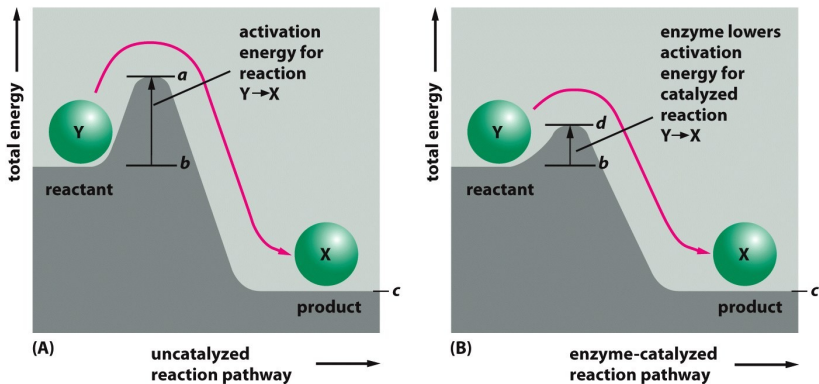 total energy
activation
energy for
reaction
Y→X
a
b
Y
reactant
X
product
c
(A)
uncatalyzed
reaction pathway
total energy
enzyme lowers
activation
energy for
catalyzed
reaction
Y→X
d
b
Y
reactant
X
product
c
(B)
enzyme-catalyzed
reaction pathway